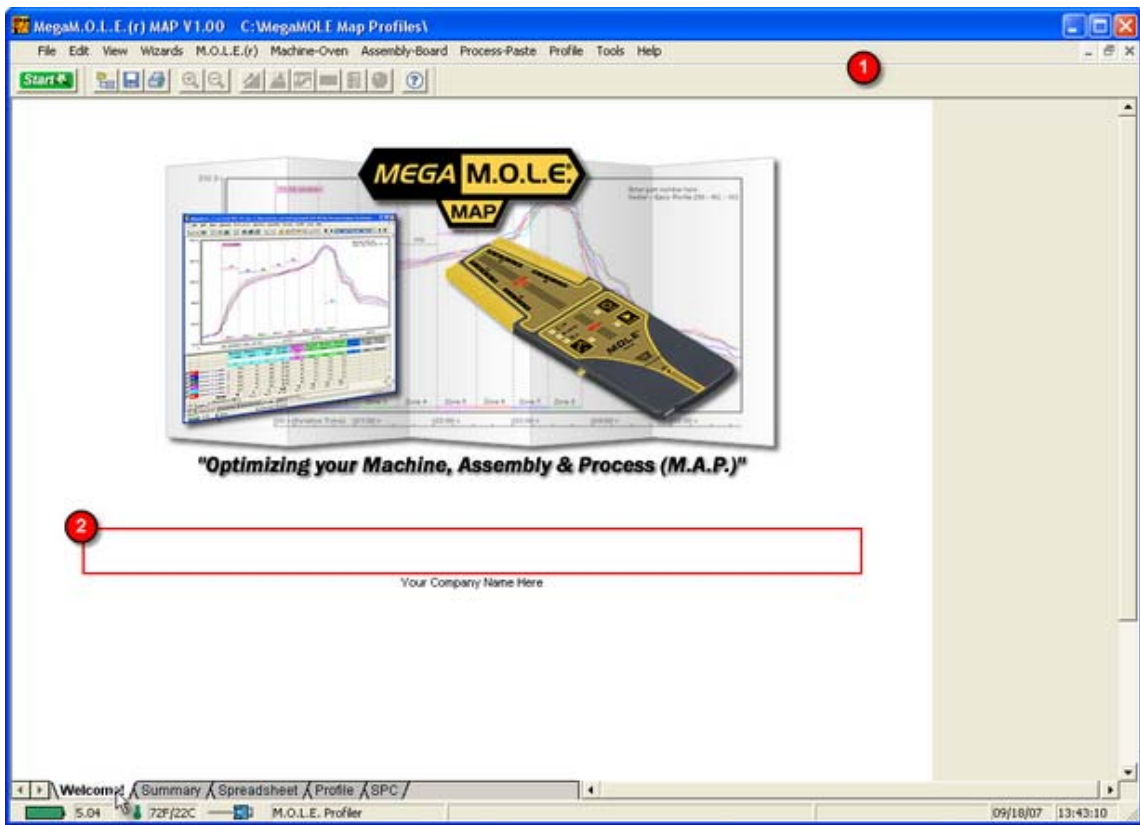 MegaM.O.L.E.(r) MAP V1.00 C:\MegaMOLE Map Profiles\
File Edit View Wizards M.O.L.E.(r) Machine-Oven Assembly-Board Process-Paste Profile Tools Help
1
Start
MEGA M.O.L.E.
MAP
MOLE
"Optimizing your Machine, Assembly & Process (M.A.P.)"
2
Your Company Name Here
Welcome! Summary Spreadsheet Profile SPC
5.04 72F/22C M.O.L.E. Profiler 09/18/07 13:43:10